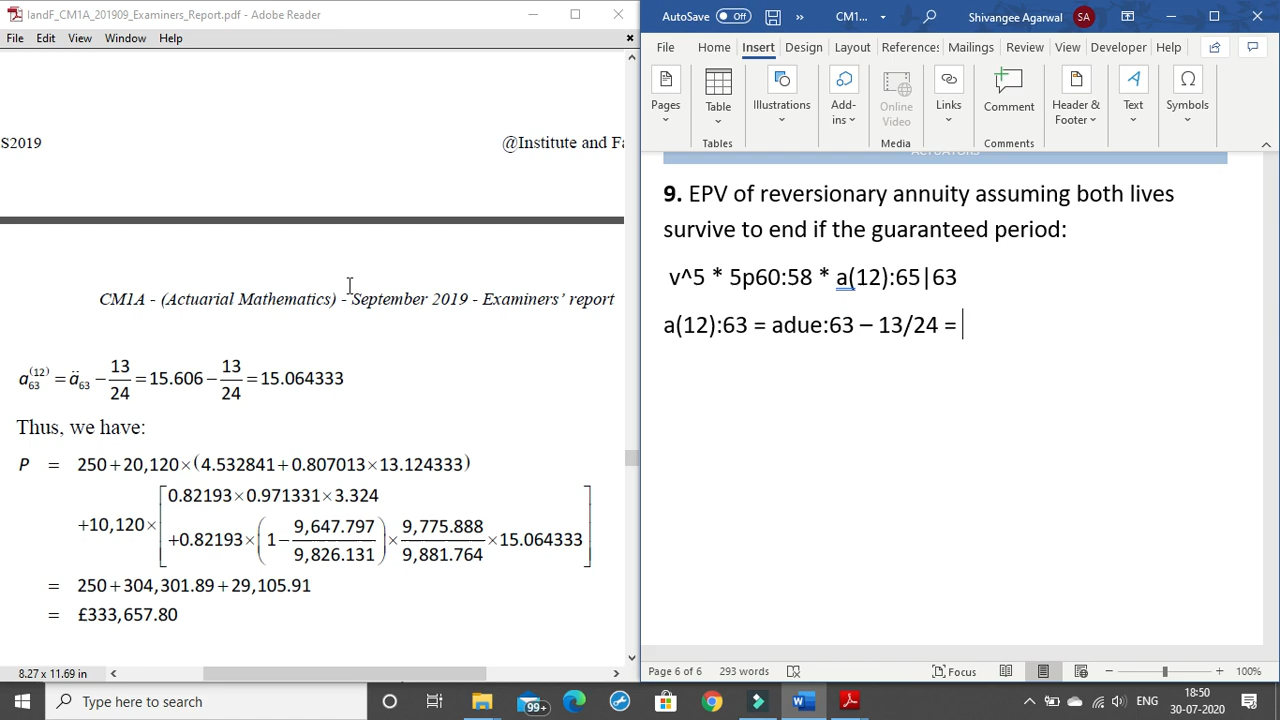 landF_CM1A_201909_Examiners_Report.pdf - Adobe Reader
File Edit View Window Help
S2019 @Institute and Fa
CM1A - (Actuarial Mathematics) - September 2019 - Examiners’ report
a_63^(12) = ä_63 − 13/24 = 15.606 − 13/24 = 15.064333
Thus, we have:
P = 250+20,120×(4.532841+0.807013×13.124333)
+10,120×[0.82193×0.971331×3.324
+0.82193×(1−9,647.797/9,826.131)×9,775.888/9,881.764×15.064333]
= 250+304,301.89+29,105.91
= £333,657.80
8.27 x 11.69 in
AutoSave Off » CM1... Shivangee Agarwal SA
File Home Insert Design Layout References Mailings Review View Developer Help
Pages Table Illustrations Add-ins Online Video Links Comment Header & Footer Text Symbols
Tables Media Comments
ACTUATORS
9. EPV of reversionary annuity assuming both lives
survive to end if the guaranteed period:
v^5 * 5p60:58 * a(12):65|63
a(12):63 = adue:63 – 13/24 =
Page 6 of 6 293 words Focus 100%
Type here to search 99+ ENG 18:50
30-07-2020